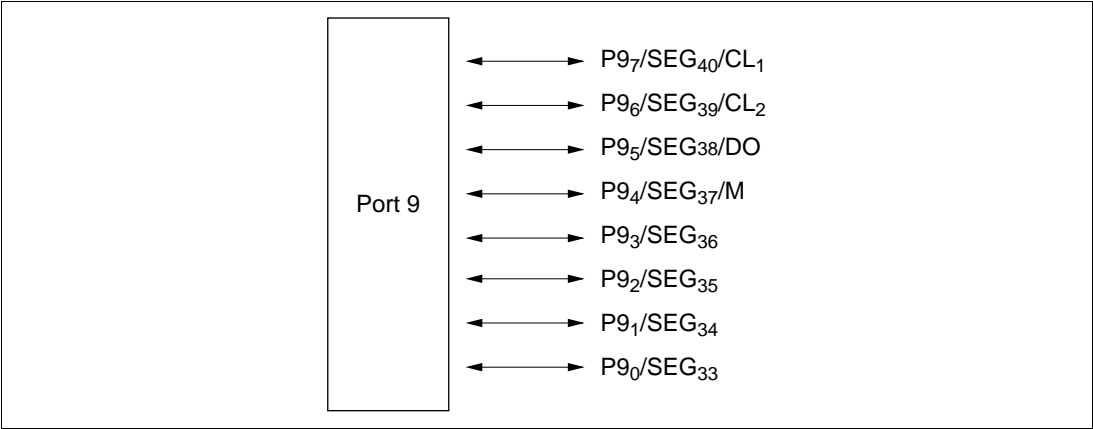 P9₇/SEG₄₀/CL₁
P9₆/SEG₃₉/CL₂
P9₅/SEG38/DO
P9₄/SEG₃₇/M
Port 9
P9₃/SEG₃₆
P9₂/SEG₃₅
P9₁/SEG₃₄
P9₀/SEG₃₃